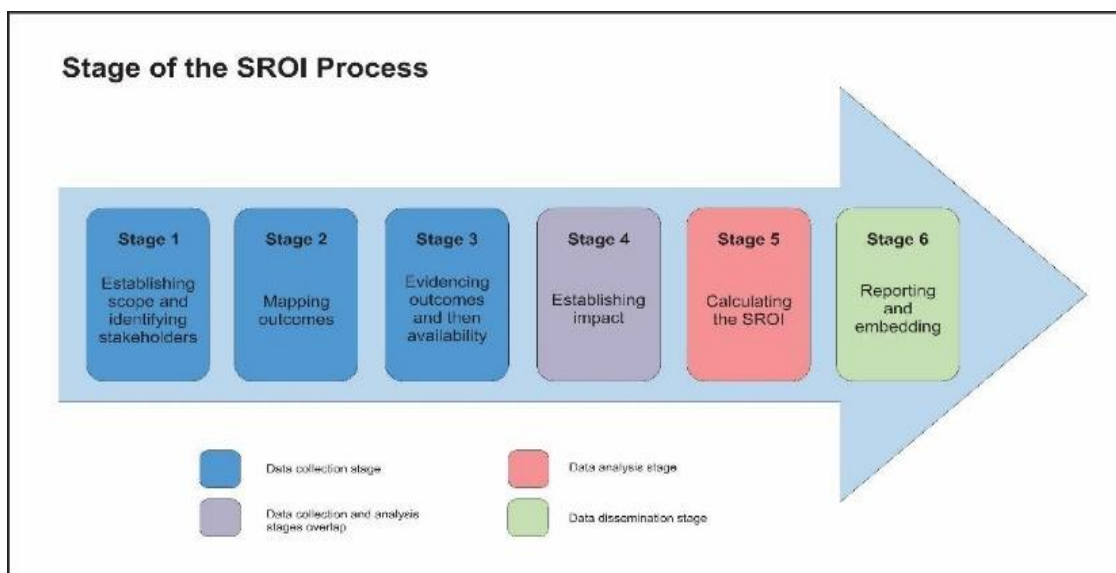 Stage of the SROI Process
Stage 1
Establishing
scope and
identifying
stakeholders
Stage 2
Mapping
outcomes
Stage 3
Evidencing
outcomes
and then
availability
Stage 4
Establishing
impact
Stage 5
Calculating
the SROI
Stage 6
Reporting
and
embedding
Data collection stage
Data analysis stage
Data collection and analysis
stages overlap
Data dissemination stage